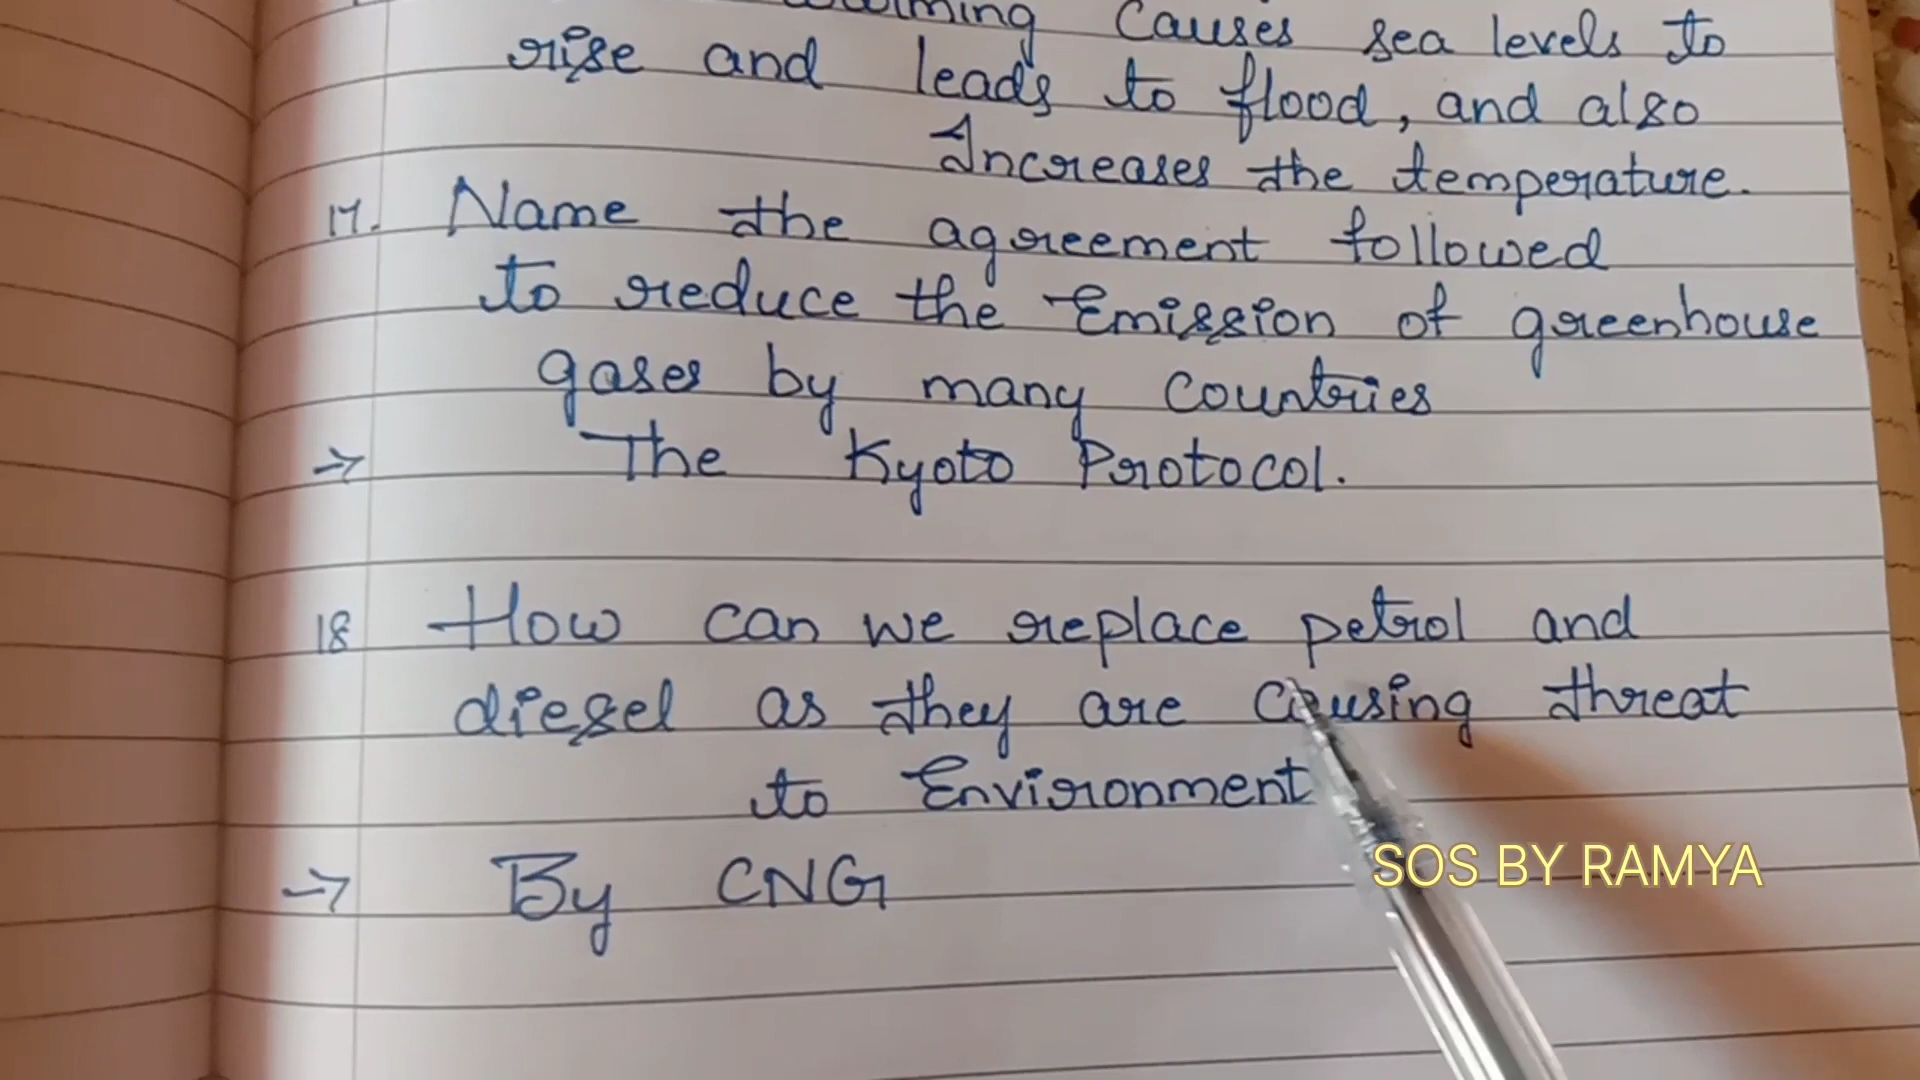 causes sea levels to
rise and leads to flood, and also
Increases the temperature.
17. Name the agreement followed
to reduce the Emission of greenhouse
gases by many countries
→ The Kyoto Protocol.
18 How can we replace petrol and
diesel as they are causing threat
to Environment
→ By CNG
SOS BY RAMYA